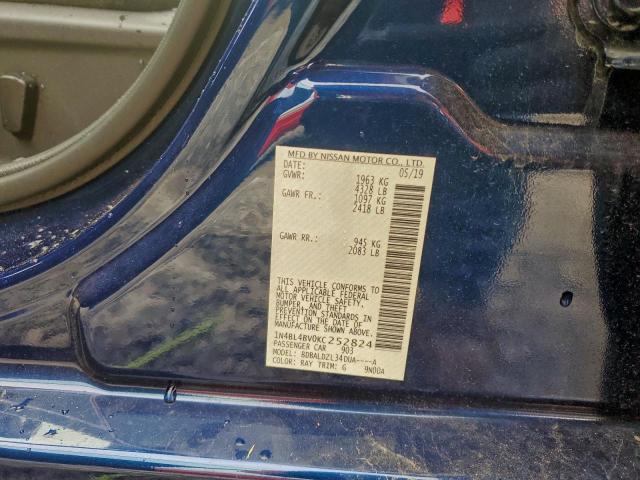 MFD BY NISSAN MOTOR CO., LTD.
DATE: 05/19
GVWR: 1963 KG
4328 LB
GAWR FR.: 1097 KG
2418 LB
GAWR RR.: 945 KG
2083 LB
THIS VEHICLE CONFORMS TO
ALL APPLICABLE FEDERAL
MOTOR VEHICLE SAFETY,
BUMPER, AND THEFT
PREVENTION STANDARDS IN
EFFECT ON THE DATE OF
MANUFACTURE SHOWN ABOVE.
1N4BL4BV0KC252824
PASSENGER CAR 903
MODEL: BDBALDZL34DUA----A
COLOR: RAY TRIM: G 9N00A